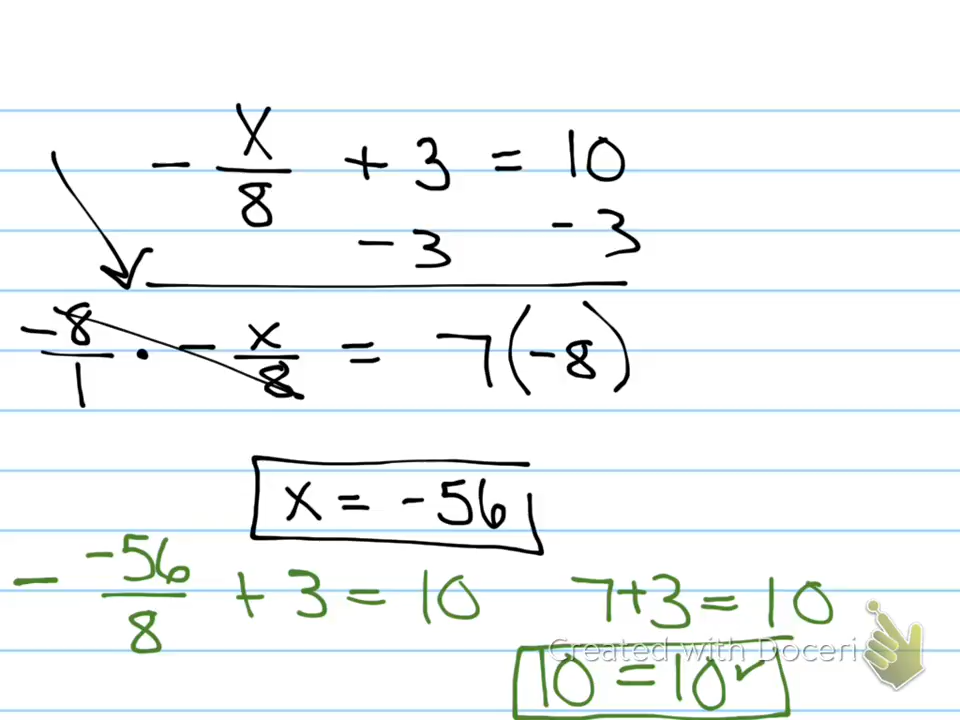 - x/8 + 3 = 10
- 3 - 3
-8/1 · - x/8 = 7(-8)
x = -56
- -56/8 + 3 = 10 7+3 = 10
Created with Doceri
10 = 10 ✓